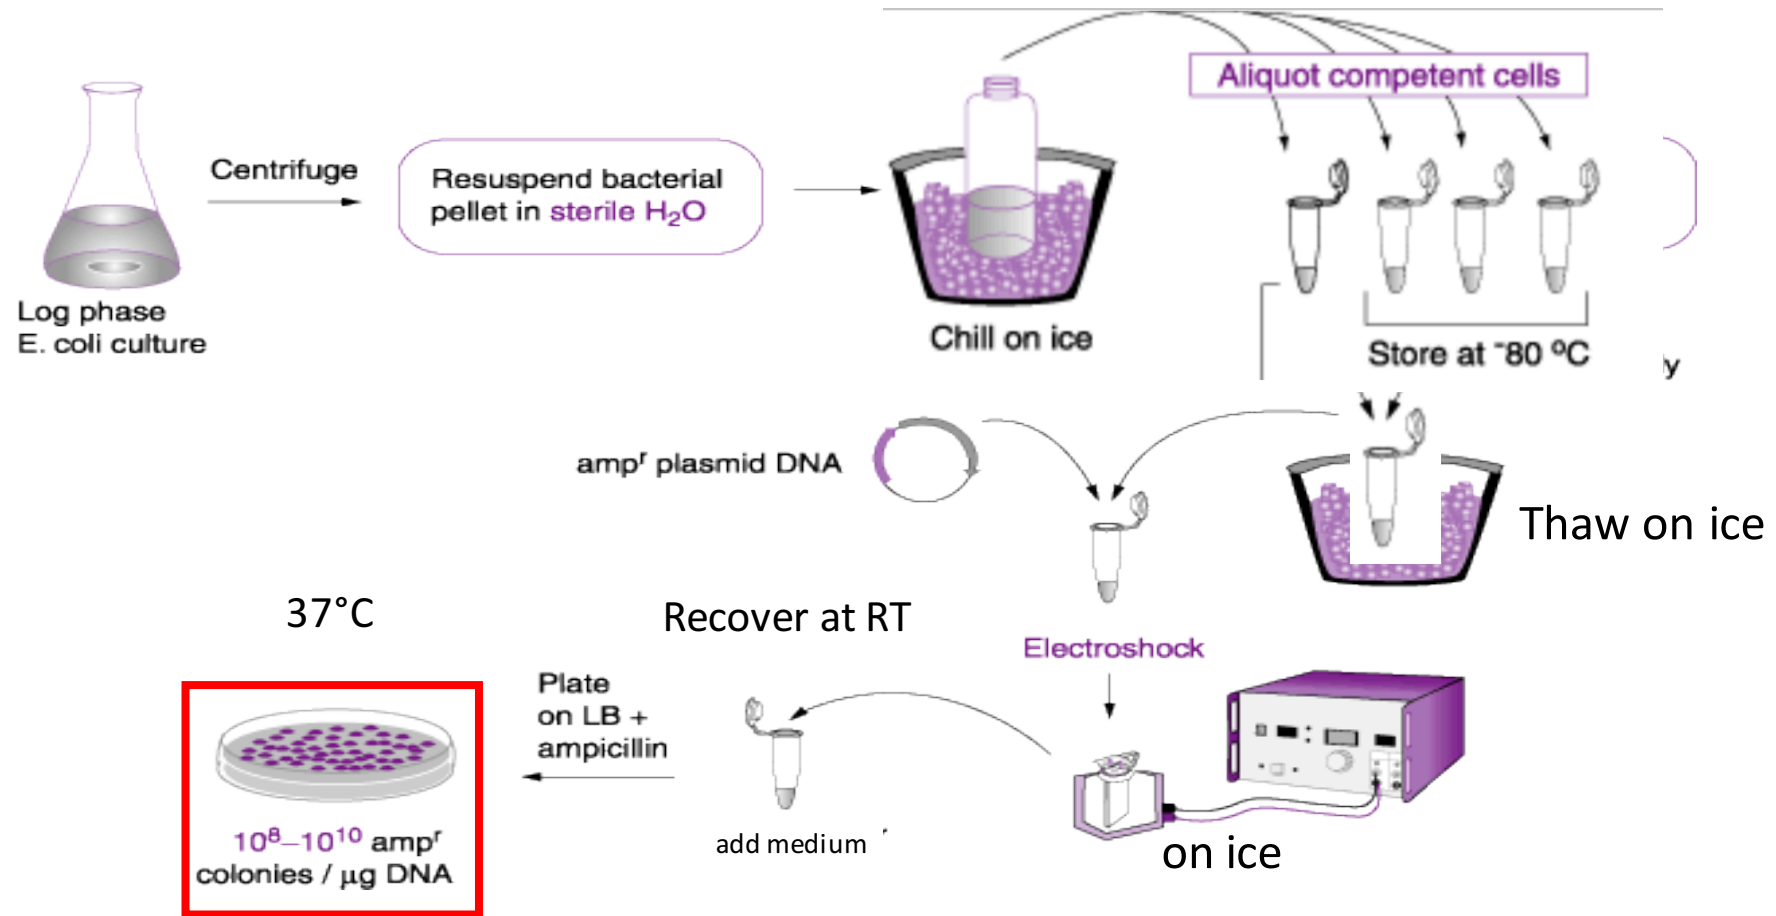 Aliquot competent cells
Centrifuge
Resuspend bacterial
pellet in sterile H₂O
Log phase
E. coli culture
Chill on ice
Store at ⁻80 ºC
y
ampʳ plasmid DNA
Thaw on ice
37°C
Recover at RT
Electroshock
Plate
on LB +
ampicillin
10⁸–10¹⁰ ampʳ
colonies / µg DNA
add medium
on ice